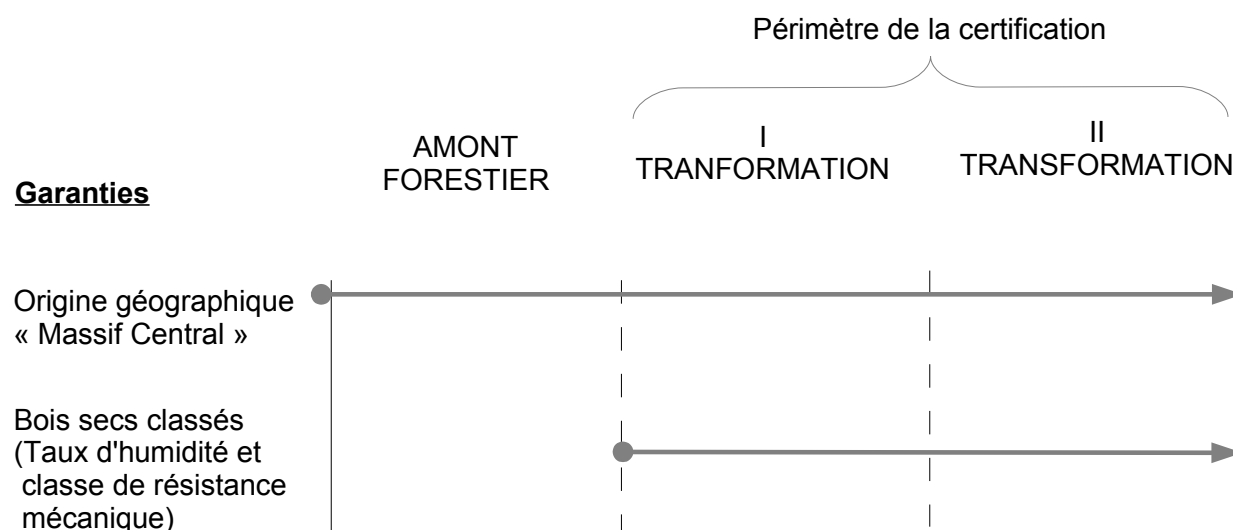 Périmètre de la certification
AMONT
FORESTIER
I
TRANFORMATION
II
TRANSFORMATION
Garanties
Origine géographique
« Massif Central »
Bois secs classés
(Taux d'humidité et
classe de résistance
mécanique)